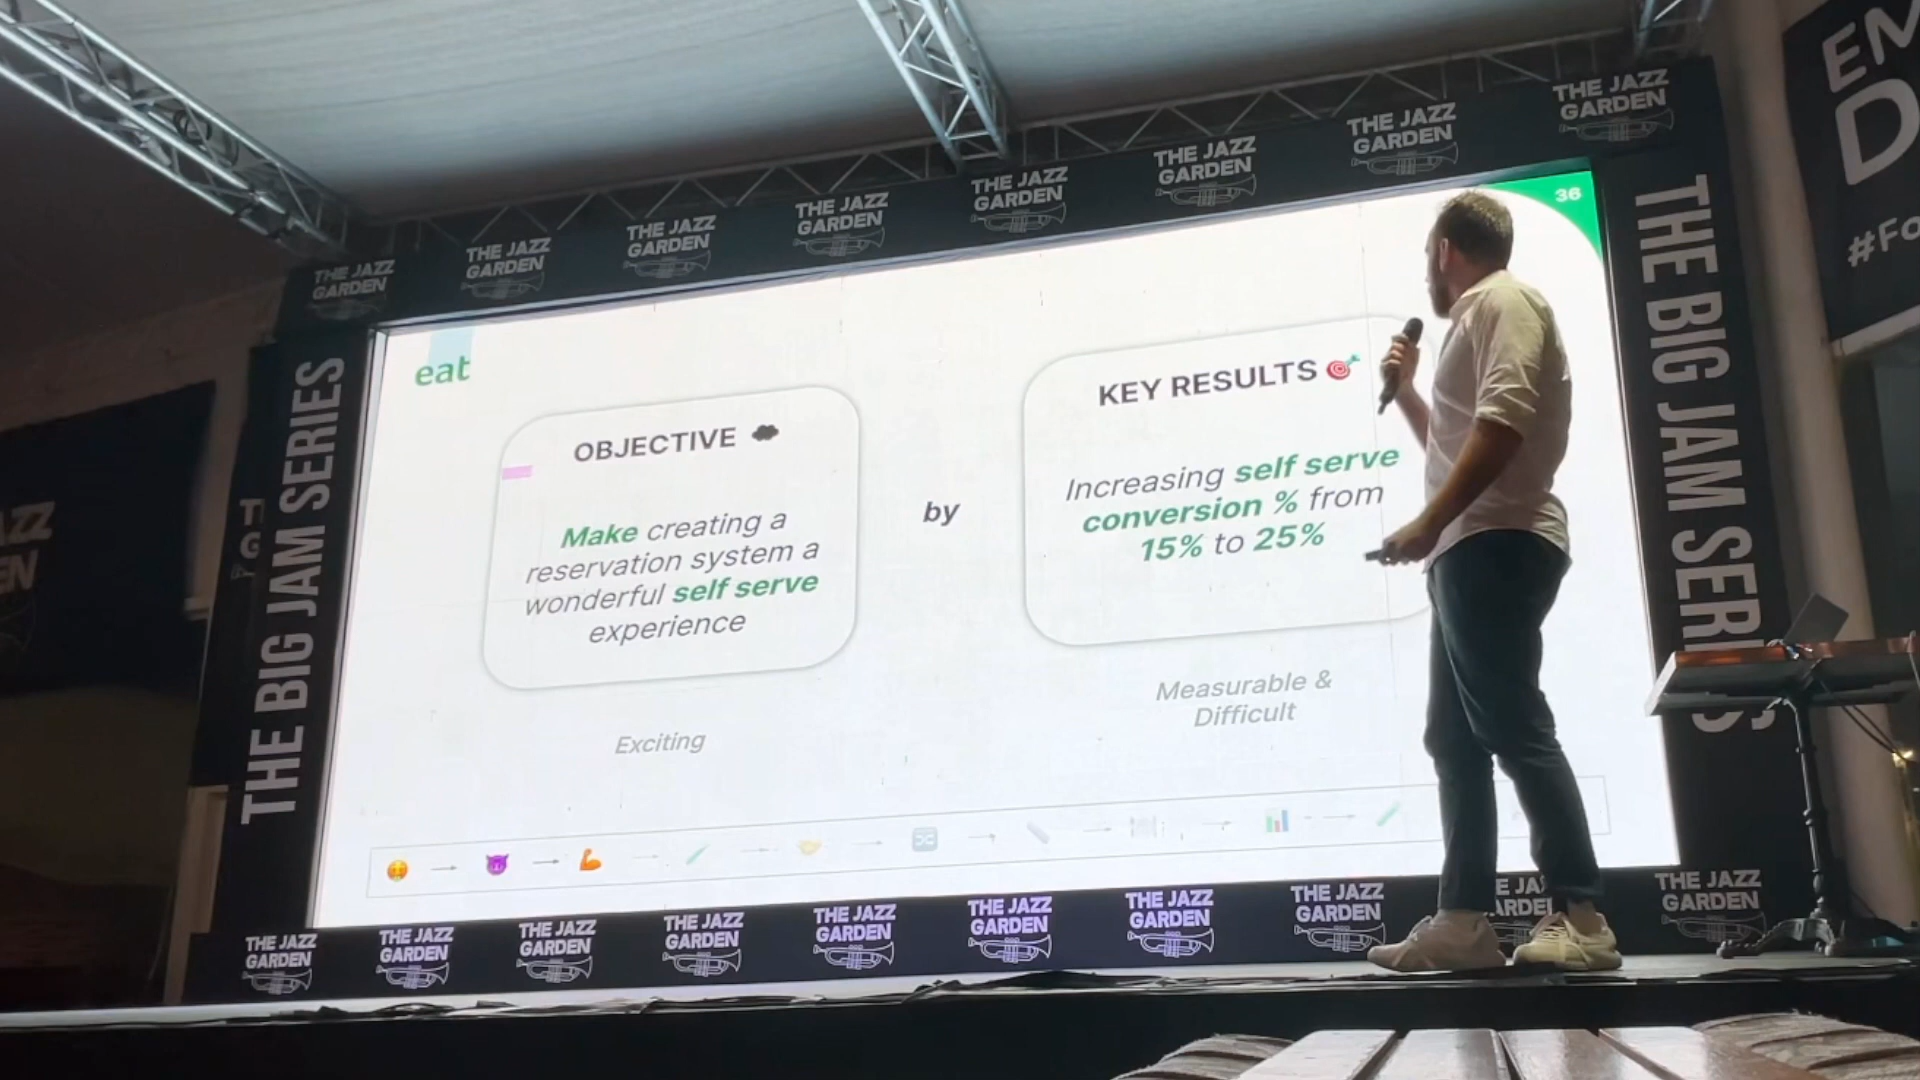 THE JAZZ
GARDEN
THE JAZZ
GARDEN
THE JAZZ
GARDEN
THE JAZZ
GARDEN
THE JAZZ
GARDEN
THE JAZZ
GARDEN
THE JAZZ
GARDEN
THE JAZZ
GARDEN
THE BIG JAM SERIES
eat
36
OBJECTIVE
Make creating a
reservation system a
wonderful self serve
experience
Exciting
by
KEY RESULTS
Increasing self serve
conversion % from
15% to 25%
Measurable &
Difficult
THE BIG JAM SERIES
THE JAZZ
GARDEN
THE JAZZ
GARDEN
THE JAZZ
GARDEN
THE JAZZ
GARDEN
THE JAZZ
GARDEN
THE JAZZ
GARDEN
THE JAZZ
GARDEN
THE JAZZ
GARDEN
THE JAZZ
GARDEN